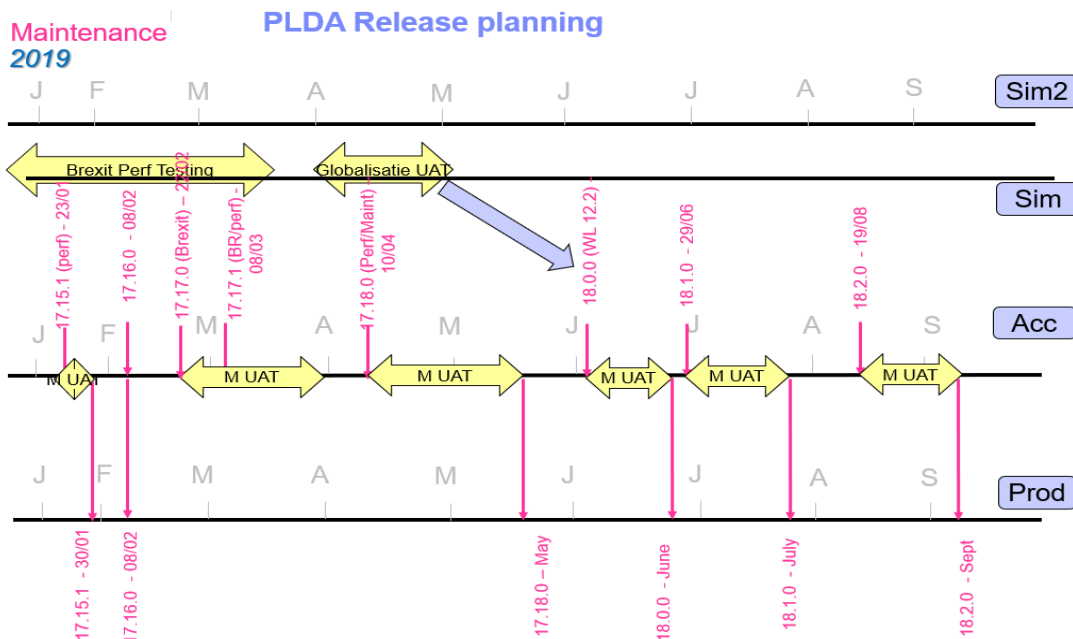 PLDA Release planning
Maintenance
2019
J F M A M J J A S
Sim2
Brexit Perf Testing
Globalisatie UAT
Sim
17.15.1 (perf) - 23/01
17.16.0 - 08/02
17.17.0 (Brexit) – 22/02
17.17.1 (BR/perf) -
08/03
17.18.0 (Perf/Maint) -
10/04
18.0.0 (WL 12.2) -
18.1.0 - 29/06
18.2.0 - 19/08
J F M A M J J A S
Acc
M UAT
M UAT
M UAT
M UAT
M UAT
M UAT
J F M A M J J A S
Prod
17.15.1 - 30/01
17.16.0 - 08/02
17.18.0 – May
18.0.0 - June
18.1.0 - July
18.2.0 - Sept